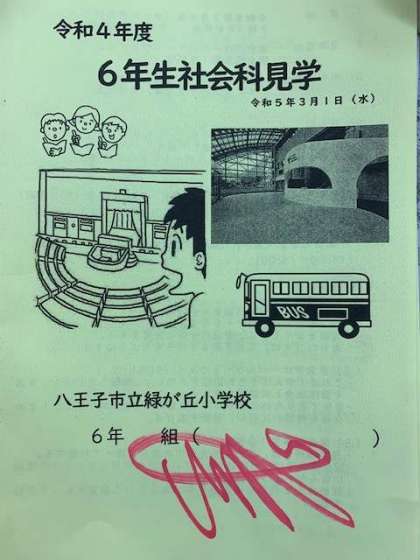 令和4年度
6年生社会科見学
令和5年3月1日（水）
BUS
八王子市立緑が丘小学校
6年　組（　）